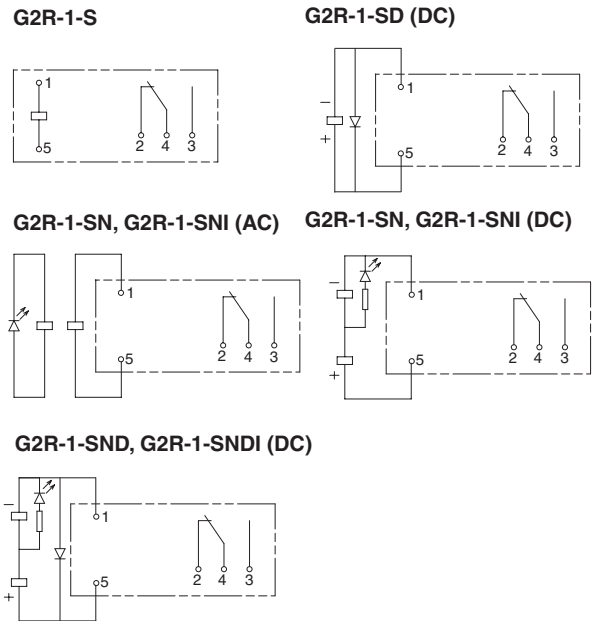 G2R-1-S
1
5
2 4 3
G2R-1-SD (DC)
−
+
1
5
2 4 3
G2R-1-SN, G2R-1-SNI (AC)
1
5
2 4 3
G2R-1-SN, G2R-1-SNI (DC)
−
+
1
5
2 4 3
G2R-1-SND, G2R-1-SNDI (DC)
−
+
1
5
2 4 3